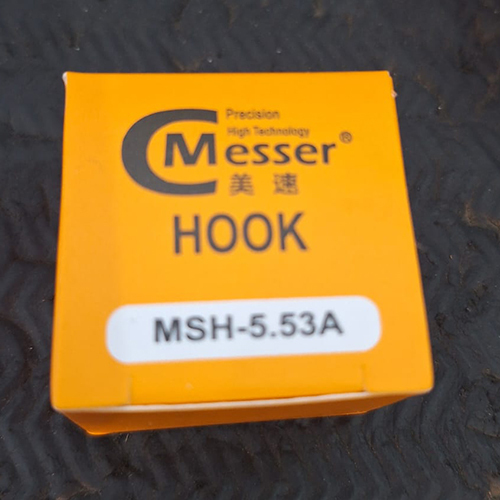 Precision
High Technology
CMesser®
美速
HOOK
MSH-5.53A